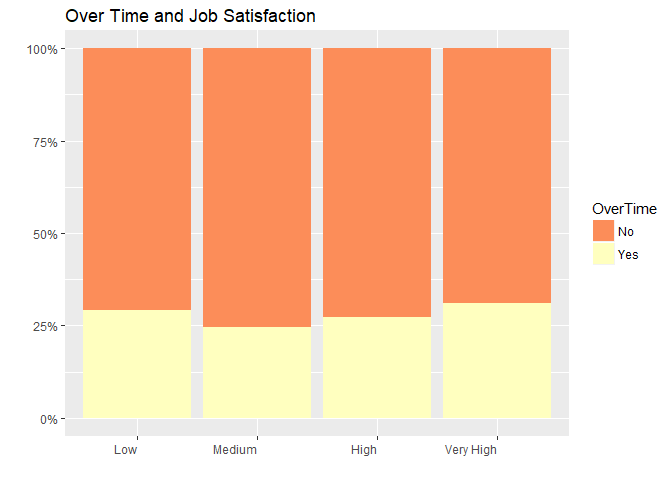 Over Time and Job Satisfaction
100%
75%
50%
25%
0%
Low Medium High Very High
OverTime
No
Yes